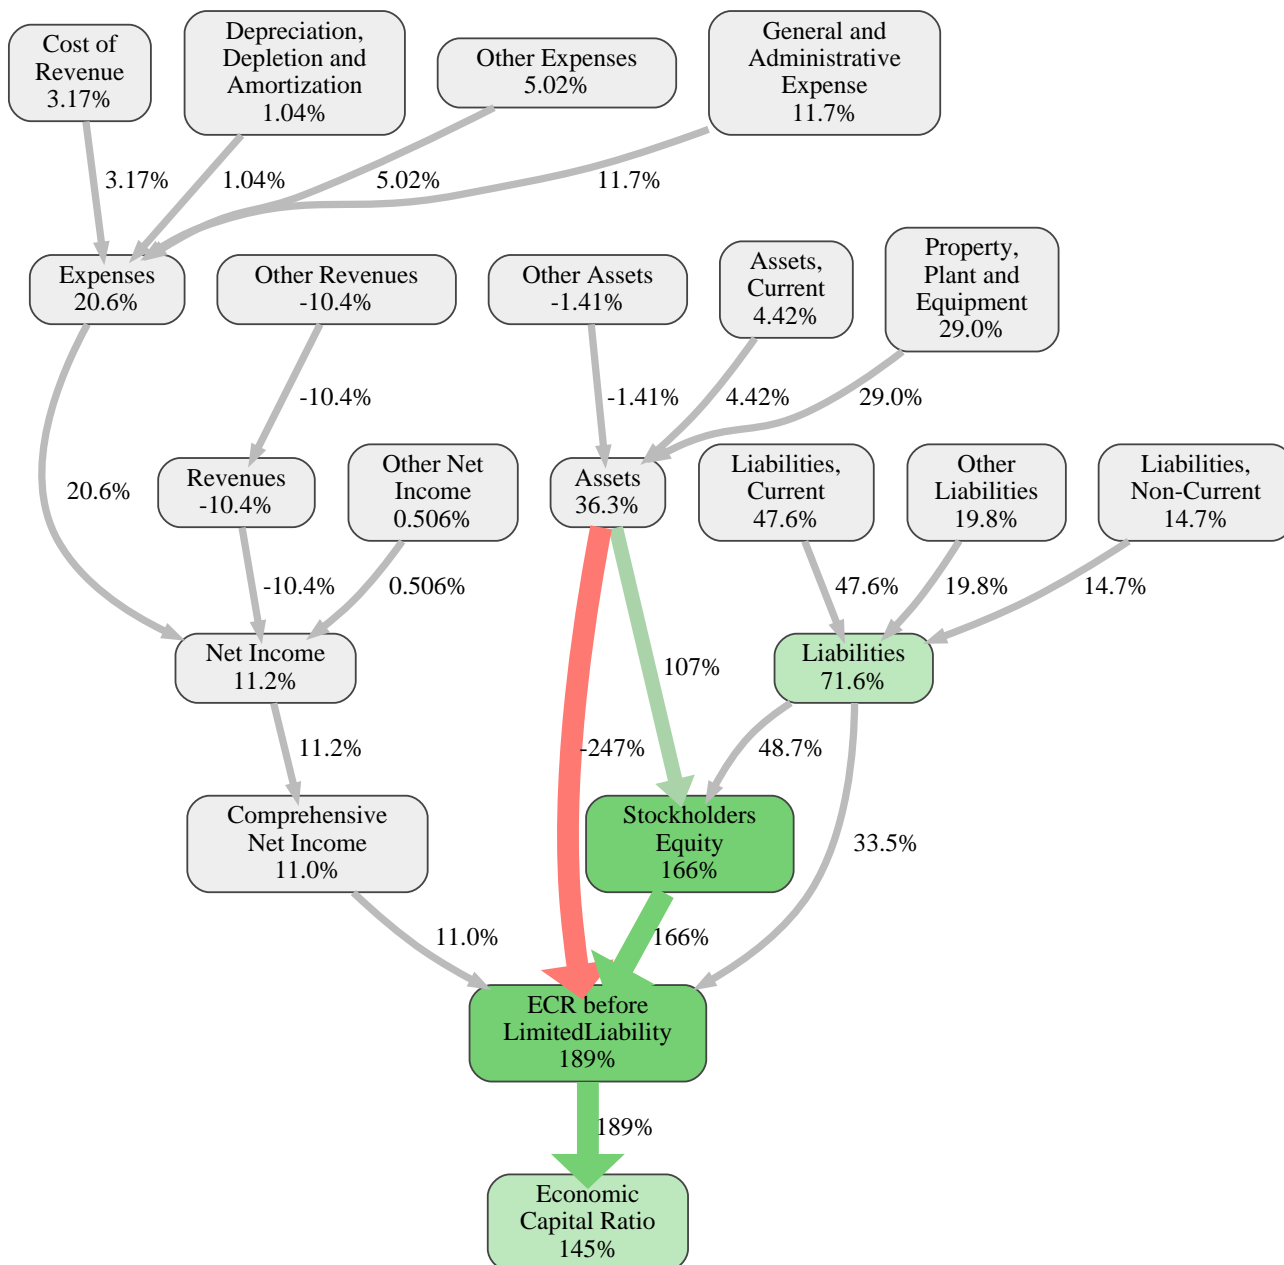 Cost of
Revenue
3.17%
Depreciation,
Depletion and
Amortization
1.04%
Other Expenses
5.02%
General and
Administrative
Expense
11.7%
3.17%
1.04%
5.02%
11.7%
Expenses
20.6%
Other Revenues
-10.4%
Other Assets
-1.41%
Assets,
Current
4.42%
Property,
Plant and
Equipment
29.0%
-10.4%
-1.41%
4.42%
29.0%
20.6%
Revenues
-10.4%
Other Net
Income
0.506%
Assets
36.3%
Liabilities,
Current
47.6%
Other
Liabilities
19.8%
Liabilities,
Non-Current
14.7%
-10.4%
0.506%
47.6%
19.8%
14.7%
Net Income
11.2%
107%
Liabilities
71.6%
11.2%
-247%
48.7%
Comprehensive
Net Income
11.0%
Stockholders
Equity
166%
33.5%
11.0%
166%
ECR before
LimitedLiability
189%
189%
Economic
Capital Ratio
145%